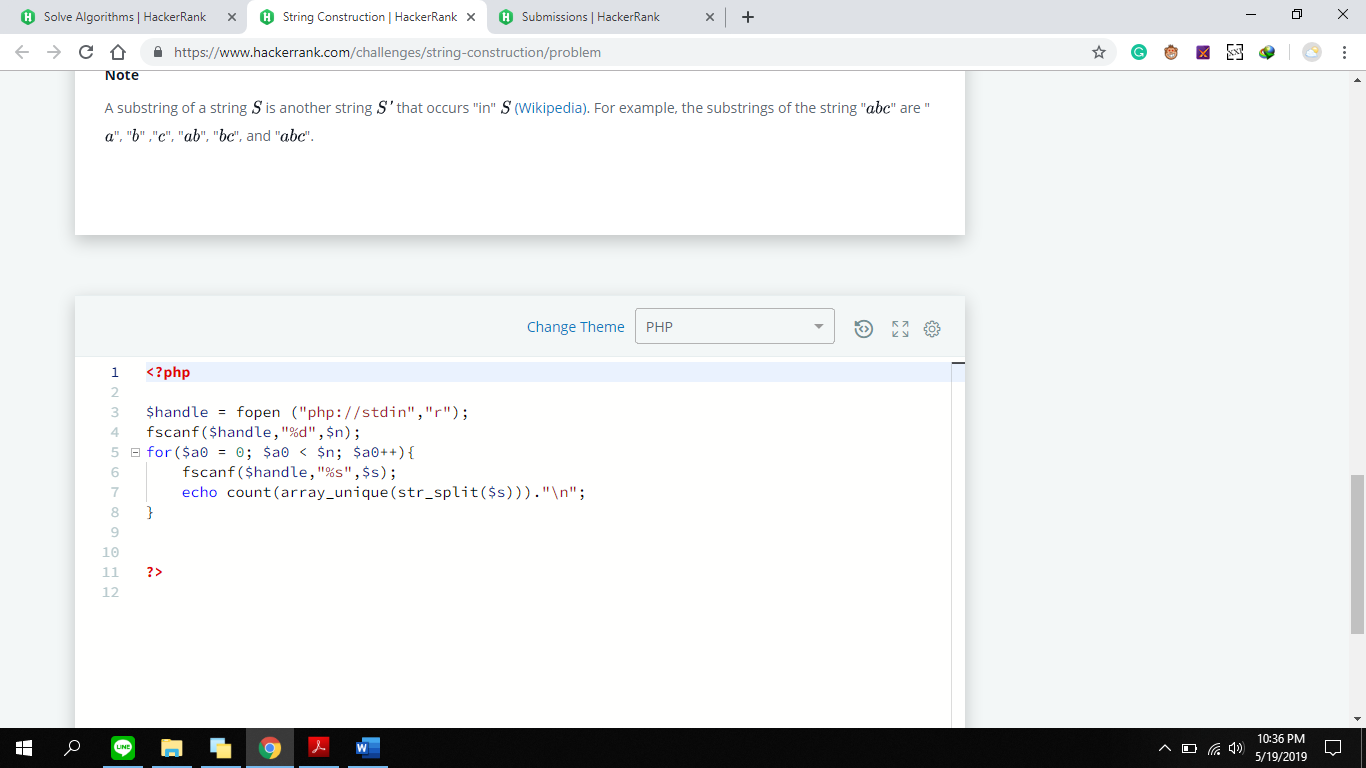 Solve Algorithms | HackerRank
String Construction | HackerRank
Submissions | HackerRank
https://www.hackerrank.com/challenges/string-construction/problem
Note
A substring of a string S is another string S′ that occurs "in" S (Wikipedia). For example, the substrings of the string "abc" are "
a", "b" ,"c", "ab", "bc", and "abc".
Change Theme
PHP
1 <?php
2
3 $handle = fopen ("php://stdin","r");
4 fscanf($handle,"%d",$n);
5 for($a0 = 0; $a0 < $n; $a0++){
6 fscanf($handle,"%s",$s);
7 echo count(array_unique(str_split($s)))."\n";
8 }
9
10
11 ?>
12
LINE
W
10:36 PM
5/19/2019